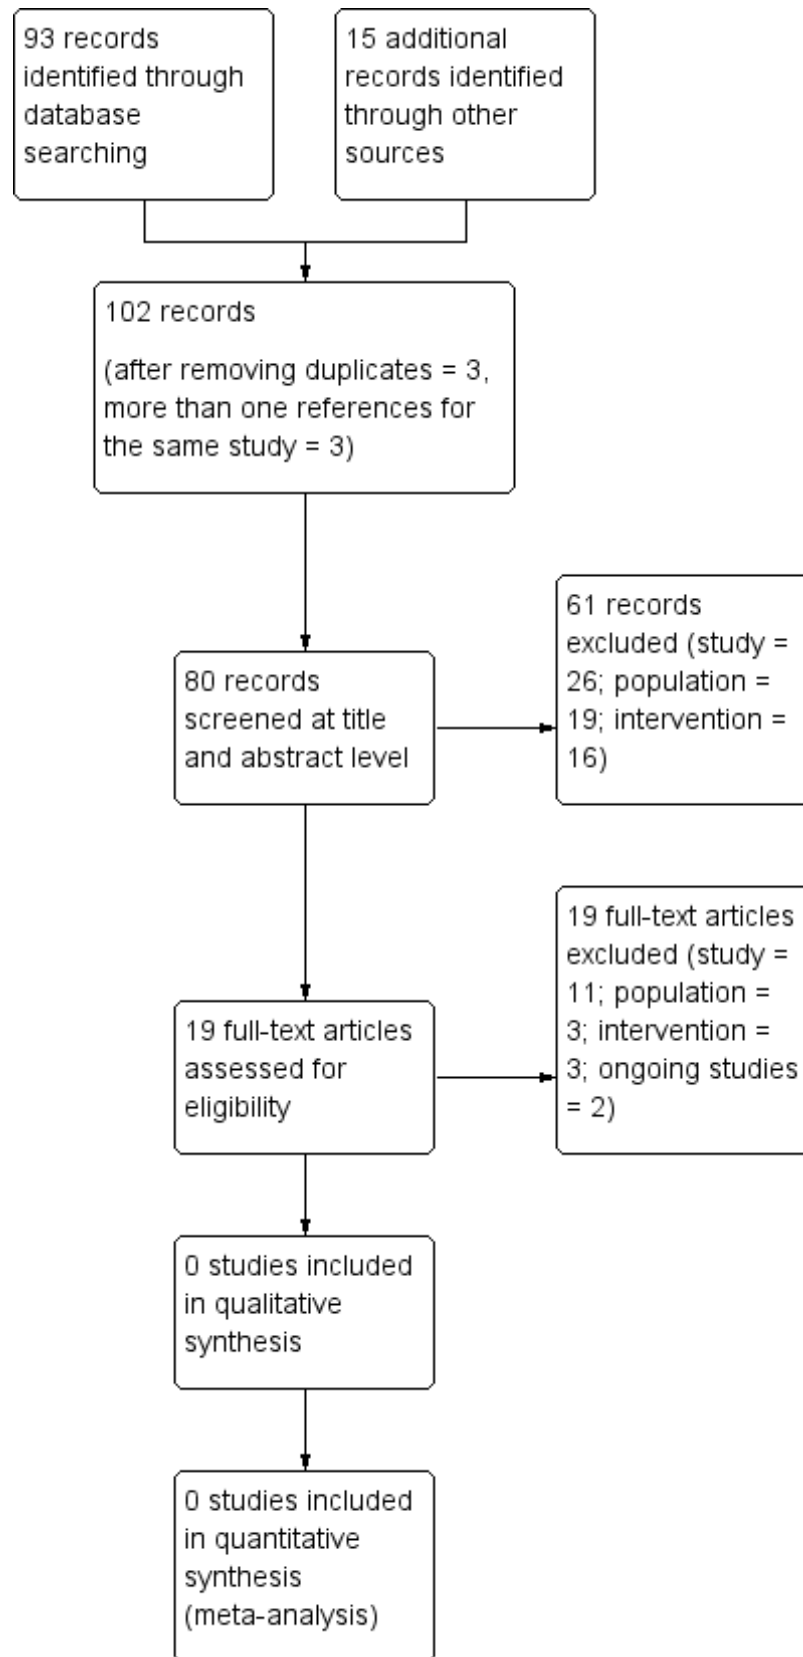 93 records
identified through
database
searching
15 additional
records identified
through other
sources
102 records
(after removing duplicates = 3,
more than one references for
the same study = 3)
80 records
screened at title
and abstract level
61 records
excluded (study =
26; population =
19; intervention =
16)
19 full-text articles
assessed for
eligibility
19 full-text articles
excluded (study =
11; population =
3; intervention =
3; ongoing studies
= 2)
0 studies included
in qualitative
synthesis
0 studies included
in quantitative
synthesis
(meta-analysis)